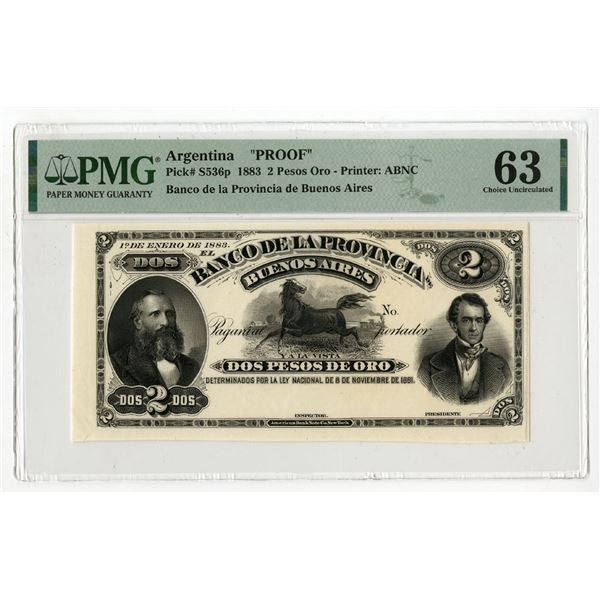 PMG
PAPER MONEY GUARANTY
Argentina "PROOF"
Pick# S536p 1883 2 Pesos Oro - Printer: ABNC
Banco de la Provincia de Buenos Aires
63
Choice Uncirculated
1º DE ENERO DE 1883.
EL
BANCO DE LA PROVINCIA
DE
BUENOS AIRES
DOS
DOS
2
No.
Pagará al portador
Y A LA VISTA
DOS PESOS DE ORO
DETERMINADOS POR LA LEY NACIONAL DE 8 DE NOVIEMBRE DE 1881.
DOS 2 DOS
DOS
INSPECTOR.
PRESIDENTE
American Bank Note Co. New York